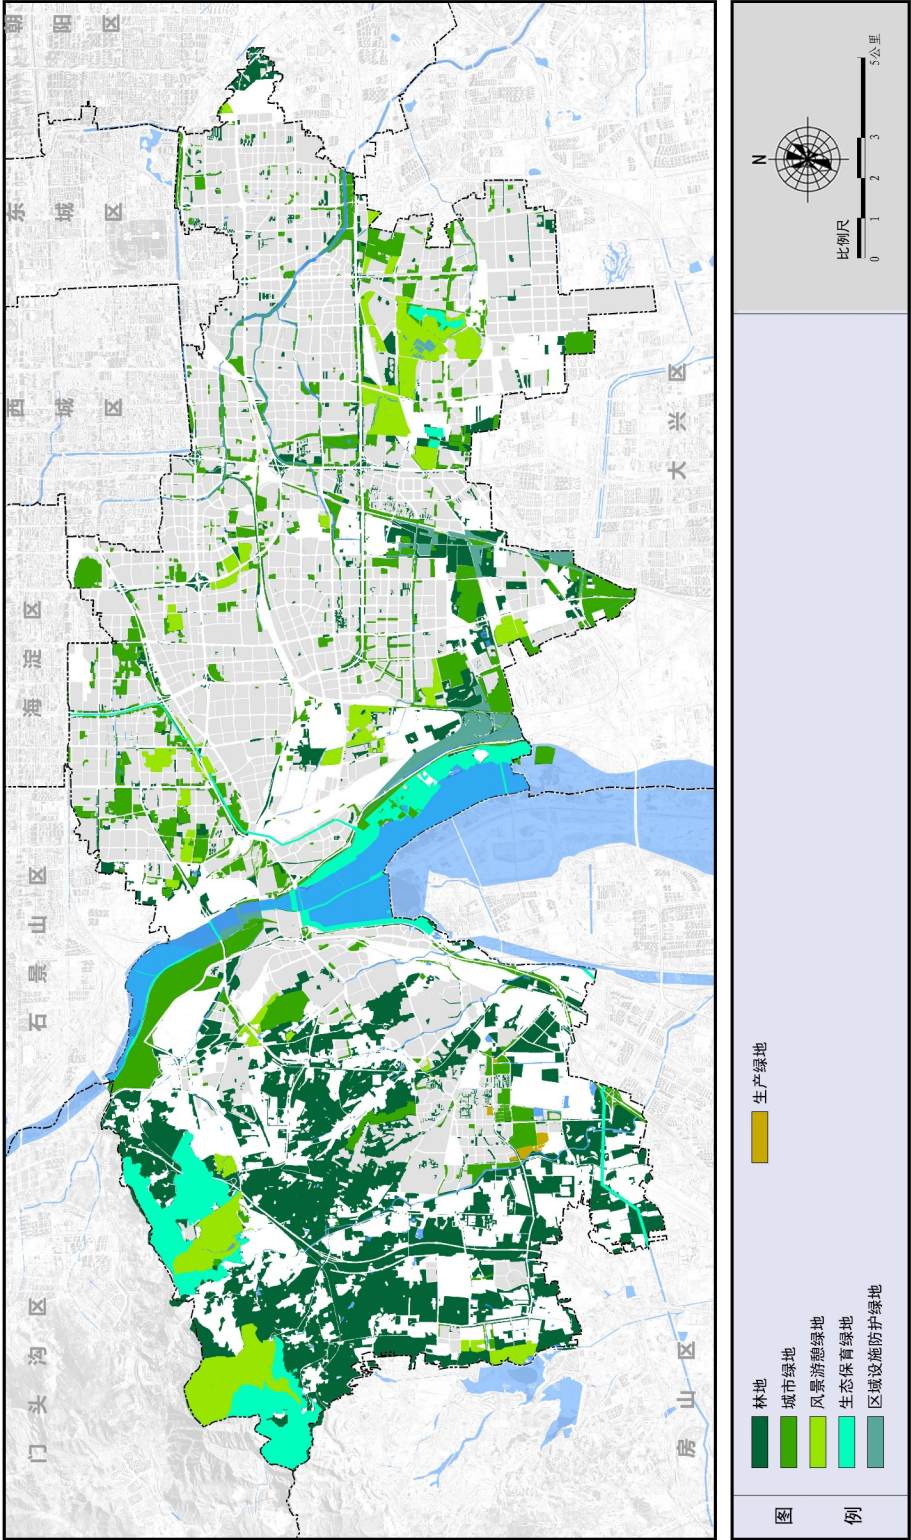 朝阳区
东城区
西城区
海淀区
石景山区
门头沟区
大兴区
房山区
N
比例尺
0 1 2 3 5公里
图例
林地
城市绿地
风景游憩绿地
生态保育绿地
区域设施防护绿地
生产绿地